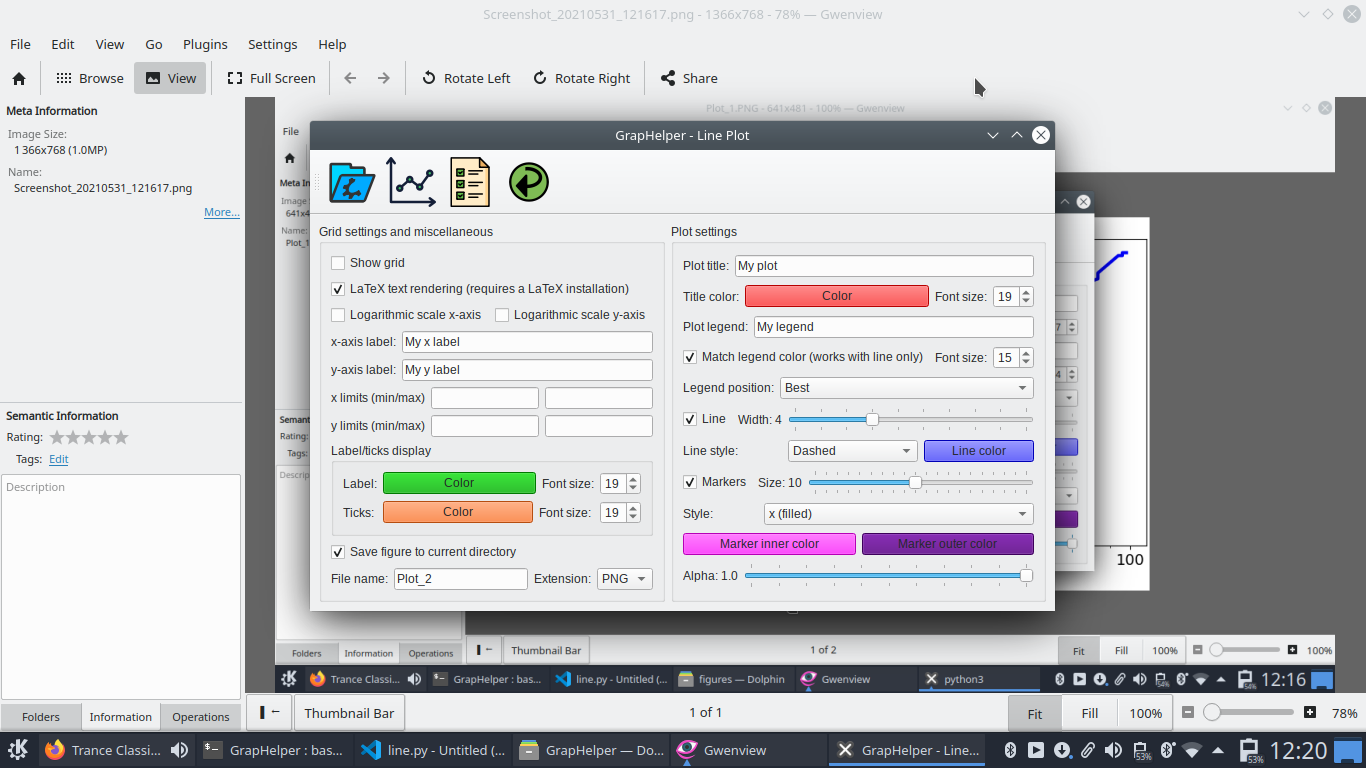 Screenshot_20210531_121617.png - 1366x768 - 78% — Gwenview
File Edit View Go Plugins Settings Help
Browse View Full Screen Rotate Left Rotate Right Share
Meta Information
Image Size:
1366x768 (1.0MP)
Name:
Screenshot_20210531_121617.png
More...
Semantic Information
Rating:
Tags: Edit
Description
Folders Information Operations
Plot_1.PNG - 641x481 - 100% — Gwenview
File
Meta In
Image
641x4
Name:
Plot_1
Seman
Rating:
Tags:
Descrip
GrapHelper - Line Plot
Grid settings and miscellaneous
Show grid
LaTeX text rendering (requires a LaTeX installation)
Logarithmic scale x-axis Logarithmic scale y-axis
x-axis label: My x label
y-axis label: My y label
x limits (min/max)
y limits (min/max)
Label/ticks display
Label: Color Font size: 19
Ticks: Color Font size: 19
Save figure to current directory
File name: Plot_2 Extension: PNG
Plot settings
Plot title: My plot
Title color: Color Font size: 19
Plot legend: My legend
Match legend color (works with line only) Font size: 15
Legend position: Best
Line Width: 4
Line style: Dashed Line color
Markers Size: 10
Style: x (filled)
Marker inner color Marker outer color
Alpha: 1.0
7
4
100
Folders Information Operations Thumbnail Bar 1 of 2 Fit Fill 100% 100%
Trance Classi... GrapHelper : bas... line.py - Untitled (... figures — Dolphin Gwenview python3 54% 54% 12:16
Thumbnail Bar 1 of 1 Fit Fill 100% 78%
Trance Classi... GrapHelper : bas... line.py - Untitled (... GrapHelper — Do... Gwenview GrapHelper - Line... 53% 53% 12:20